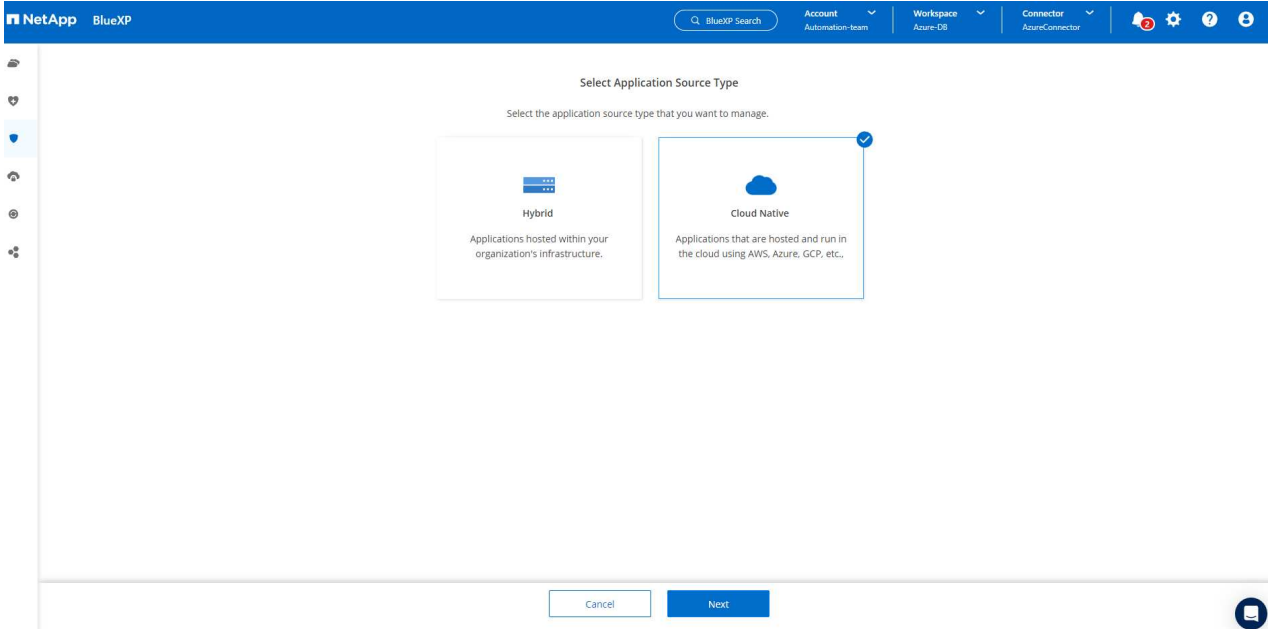 NetApp BlueXP
BlueXP Search
Account
Automation-team
Workspace
Azure-DB
Connector
AzureConnector
2
Select Application Source Type
Select the application source type that you want to manage.
Hybrid
Applications hosted within your
organization's infrastructure.
Cloud Native
Applications that are hosted and run in
the cloud using AWS, Azure, GCP, etc.,
Cancel
Next